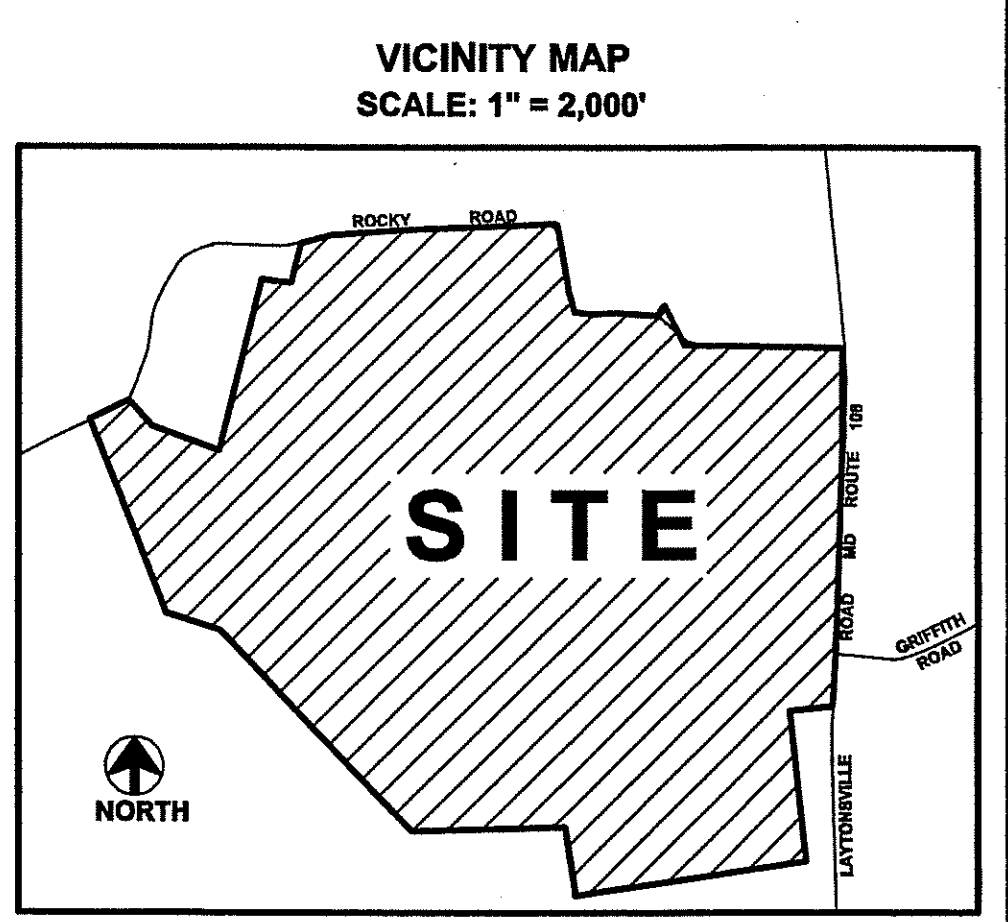 VICINITY MAP
SCALE: 1" = 2,000'
ROCKY ROAD
SITE
LAYTONSVILLE ROAD MD ROUTE 108
GRIFFITH
ROAD
NORTH